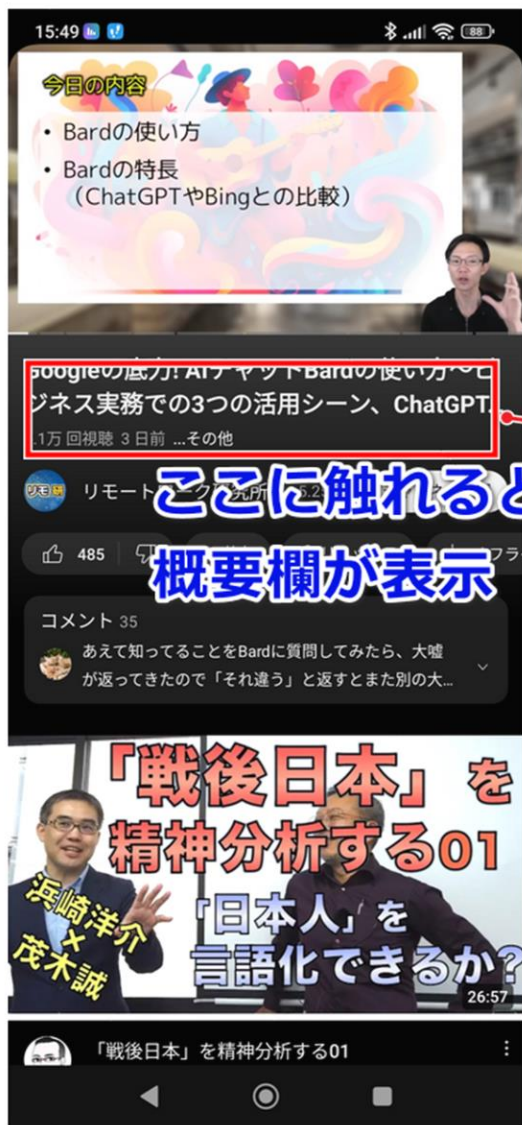 15:49
88
今日の内容
• Bardの使い方
• Bardの特長
（ChatGPTやBingとの比較）
Googleの底力! AIチャットBardの使い方〜ビ
ジネス実務での3つの活用シーン、ChatGPT...
1万 回視聴 3 日前 ...その他
リモ研
リモート
ここに触れると
485
フラ
概要欄が表示
コメント 35
あえて知ってることをBardに質問してみたら、大嘘
が返ってきたので「それ違う」と返すとまた別の大...
「戦後日本」を
精神分析する01
浜崎洋介
×
茂木誠
「日本人」を
言語化できるか?
26:57
「戦後日本」を精神分析する01